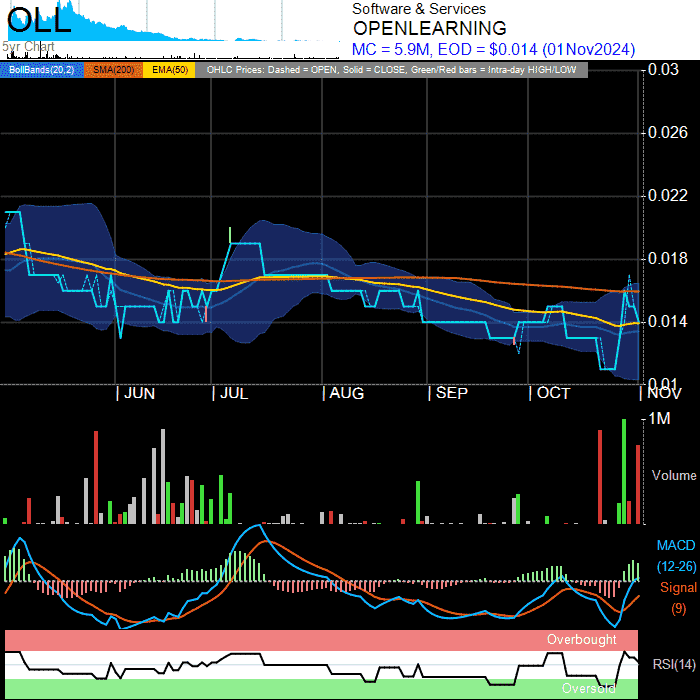 OLL
5yr Chart
Software & Services
OPENLEARNING
MC = 5.9M, EOD = $0.014 (01Nov2024)
BollBands(20,2) SMA(200) EMA(50) OHLC Prices: Dashed = OPEN, Solid = CLOSE, Green/Red bars = Intra-day HIGH/LOW
0.03
0.026
0.022
0.018
0.014
0.01
| JUN | JUL | AUG | SEP | OCT | NOV
1M
Volume
MACD
(12-26)
Signal
(9)
Overbought
RSI(14)
Oversold